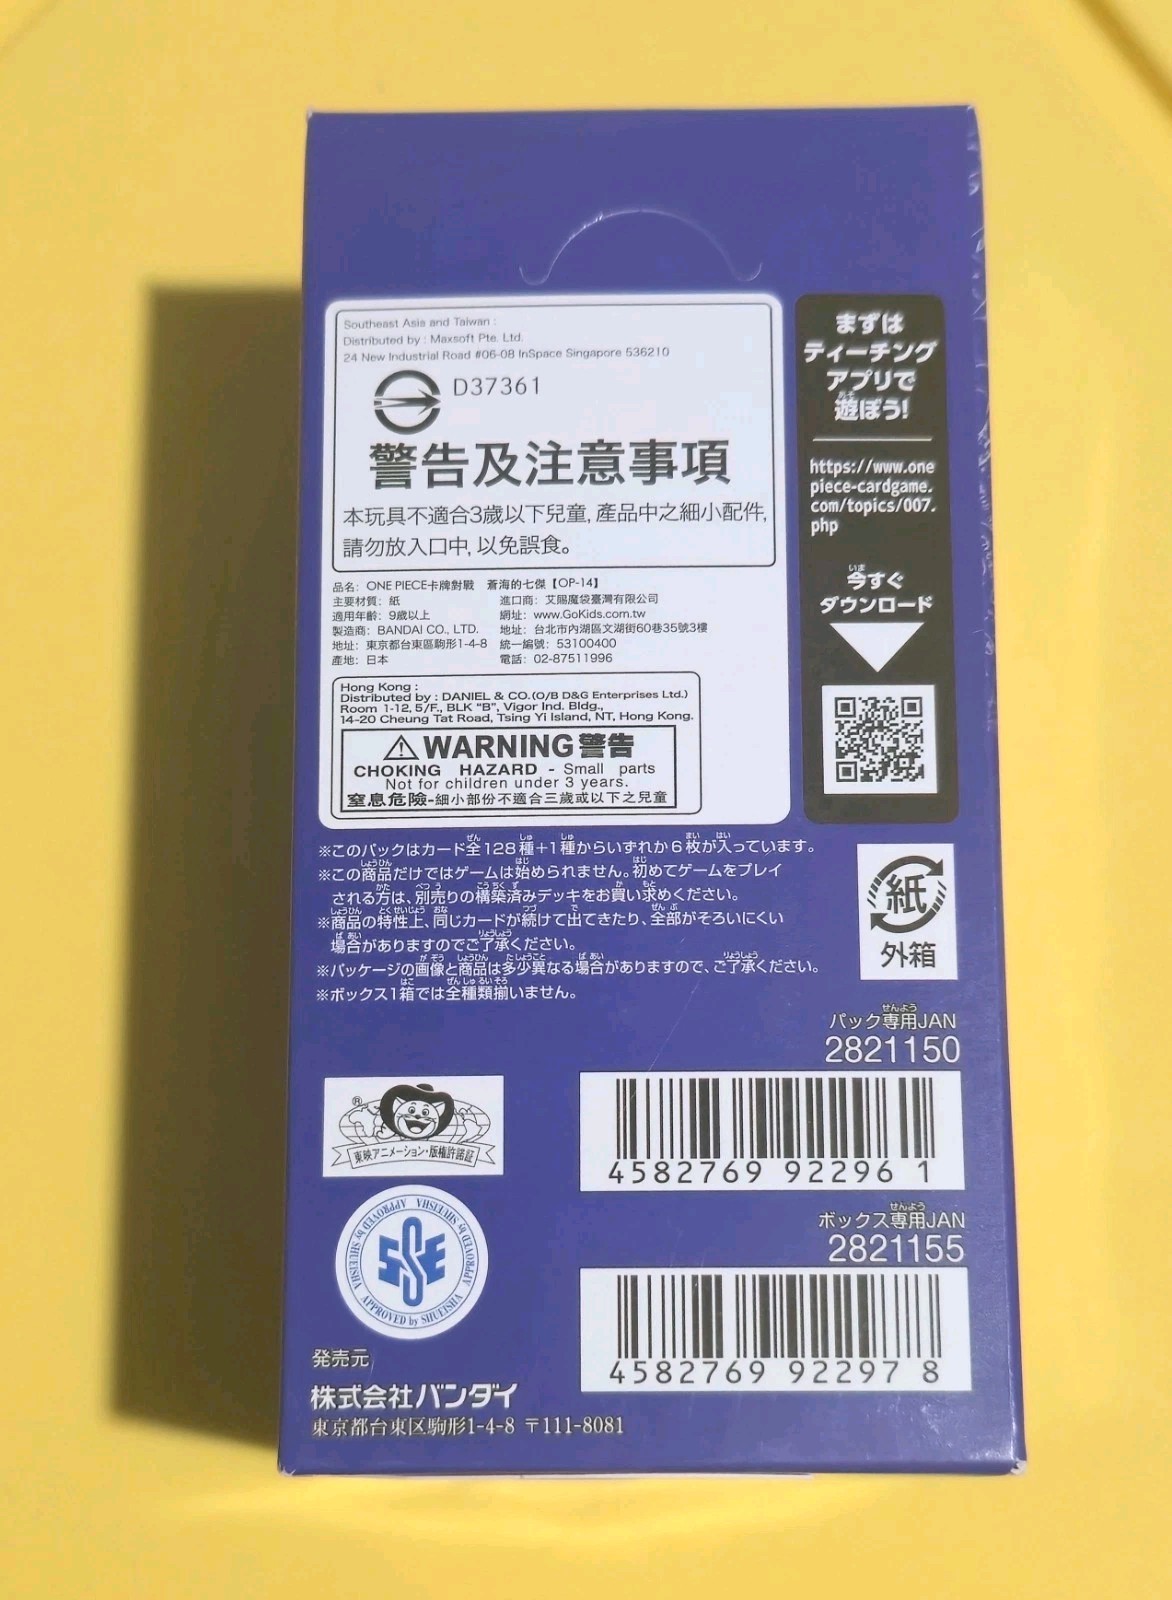 Southeast Asia and Taiwan :
Distributed by : Maxsoft Pte. Ltd.
24 New Industrial Road #06-08 InSpace Singapore 536210
D37361
警告及注意事項
本玩具不適合3歲以下兒童, 產品中之細小配件,
請勿放入口中, 以免誤食。
品名: ONE PIECE卡牌對戰 蒼海的七傑【OP-14】
主要材質: 紙 進口商: 艾賜魔袋臺灣有限公司
適用年齡: 9歲以上 網址: www.GoKids.com.tw
製造商: BANDAI CO., LTD. 地址: 台北市內湖區文湖街60巷35號3樓
地址: 東京都台東區駒形1-4-8 統一編號: 53100400
產地: 日本 電話: 02-87511996
Hong Kong :
Distributed by : DANIEL & CO.(O/B D&G Enterprises Ltd.)
Room 1-12, 5/F., BLK "B", Vigor Ind. Bldg.,
14-20 Cheung Tat Road, Tsing Yi Island, NT, Hong Kong.
WARNING 警告
CHOKING HAZARD - Small parts
Not for children under 3 years.
窒息危險-細小部份不適合三歲或以下之兒童
まずは
ティーチング
アプリで
遊ぼう!
https://www.one
piece-cardgame.
com/topics/007.
php
今すぐ
ダウンロード
※このパックはカード全128種+1種からいずれか6枚が入っています。
※この商品だけではゲームは始められません。初めてゲームをプレイ
される方は、別売りの構築済みデッキをお買い求めください。
※商品の特性上、同じカードが続けて出てきたり、全部がそろいにくい
場合がありますのでご了承ください。
※パッケージの画像と商品は多少異なる場合がありますので、ご了承ください。
※ボックス1箱では全種類揃いません。
紙
外箱
パック専用JAN
2821150
4582769 92296 1
ボックス専用JAN
2821155
4582769 92297 8
®
東映アニメーション・版権許諾証
APPROVED by SHUEISHA APPROVED by SHUEISHA APPROVED by SHUEISHA
SSE
発売元
株式会社バンダイ
東京都台東区駒形1-4-8 〒111-8081